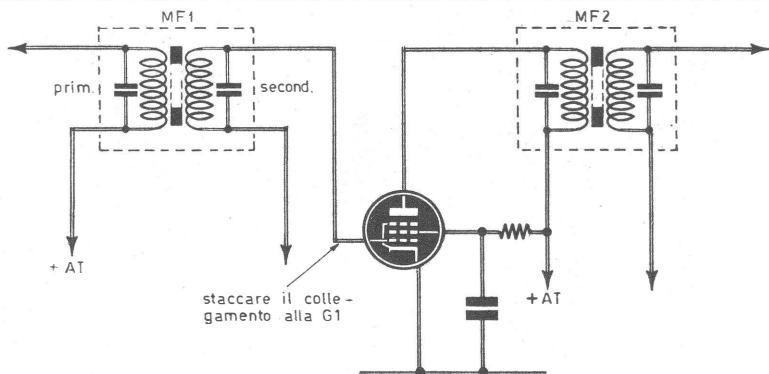 MF1
MF2
prim.
second.
+ AT
staccare il colle-
gamento alla G1
+AT